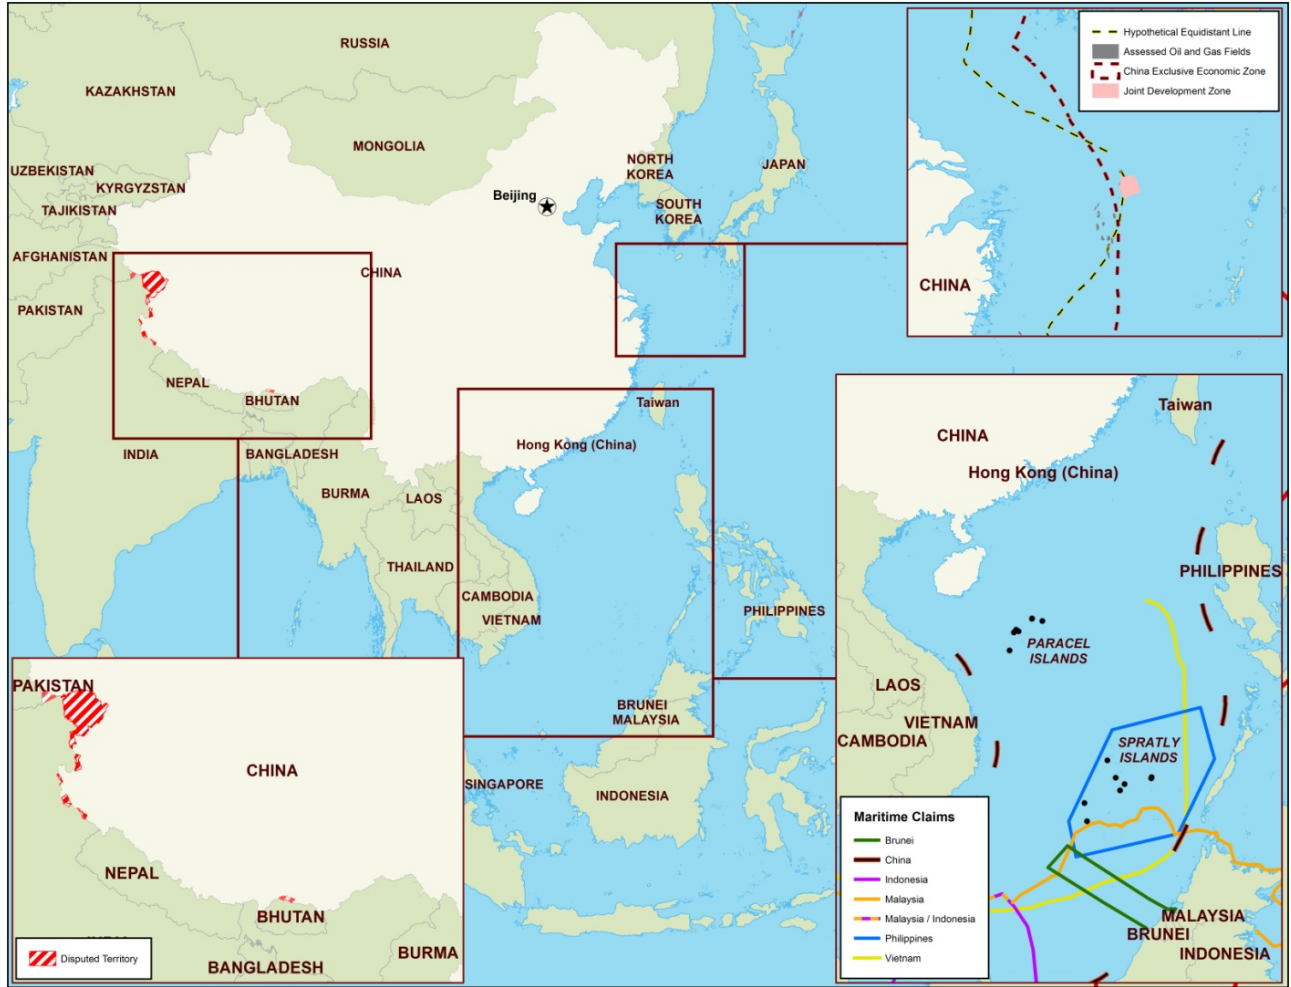 RUSSIA
KAZAKHSTAN
MONGOLIA
UZBEKISTAN
KYRGYZSTAN
TAJIKISTAN
AFGHANISTAN
PAKISTAN
Beijing
NORTH
KOREA
SOUTH
KOREA
JAPAN
CHINA
NEPAL
BHUTAN
INDIA
BANGLADESH
BURMA
LAOS
THAILAND
CAMBODIA
VIETNAM
Taiwan
Hong Kong (China)
PHILIPPINES
BRUNEI
MALAYSIA
SINGAPORE
INDONESIA
Hypothetical Equidistant Line
Assessed Oil and Gas Fields
China Exclusive Economic Zone
Joint Development Zone
CHINA
Taiwan
CHINA
Hong Kong (China)
PHILIPPINES
PARACEL
ISLANDS
LAOS
VIETNAM
CAMBODIA
SPRATLY
ISLANDS
MALAYSIA
BRUNEI
INDONESIA
Maritime Claims
Brunei
China
Indonesia
Malaysia
Malaysia / Indonesia
Philippines
Vietnam
PAKISTAN
CHINA
NEPAL
BHUTAN
BURMA
BANGLADESH
Disputed Territory